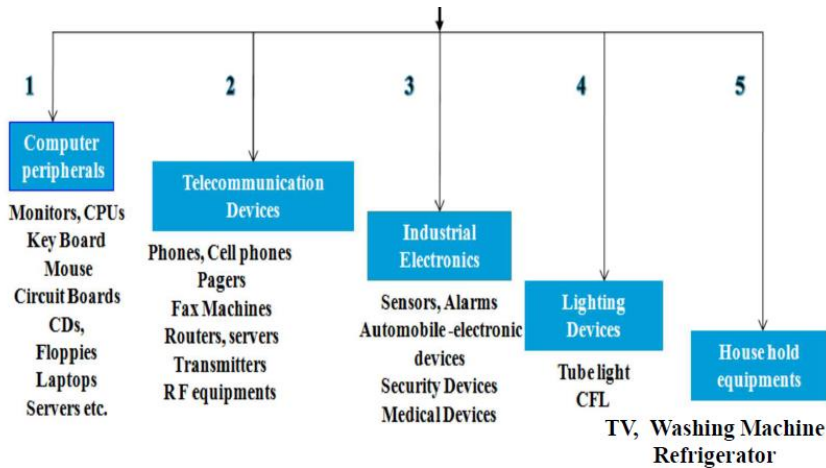 1
Computer
peripherals
Monitors, CPUs
Key Board
Mouse
Circuit Boards
CDs,
Floppies
Laptops
Servers etc.
2
Telecommunication
Devices
Phones, Cell phones
Pagers
Fax Machines
Routers, servers
Transmitters
RF equipments
3
Industrial
Electronics
Sensors, Alarms
Automobile-electronic
devices
Security Devices
Medical Devices
4
Lighting
Devices
Tube light
CFL
5
Household
equipments
TV, Washing Machine
Refrigerator